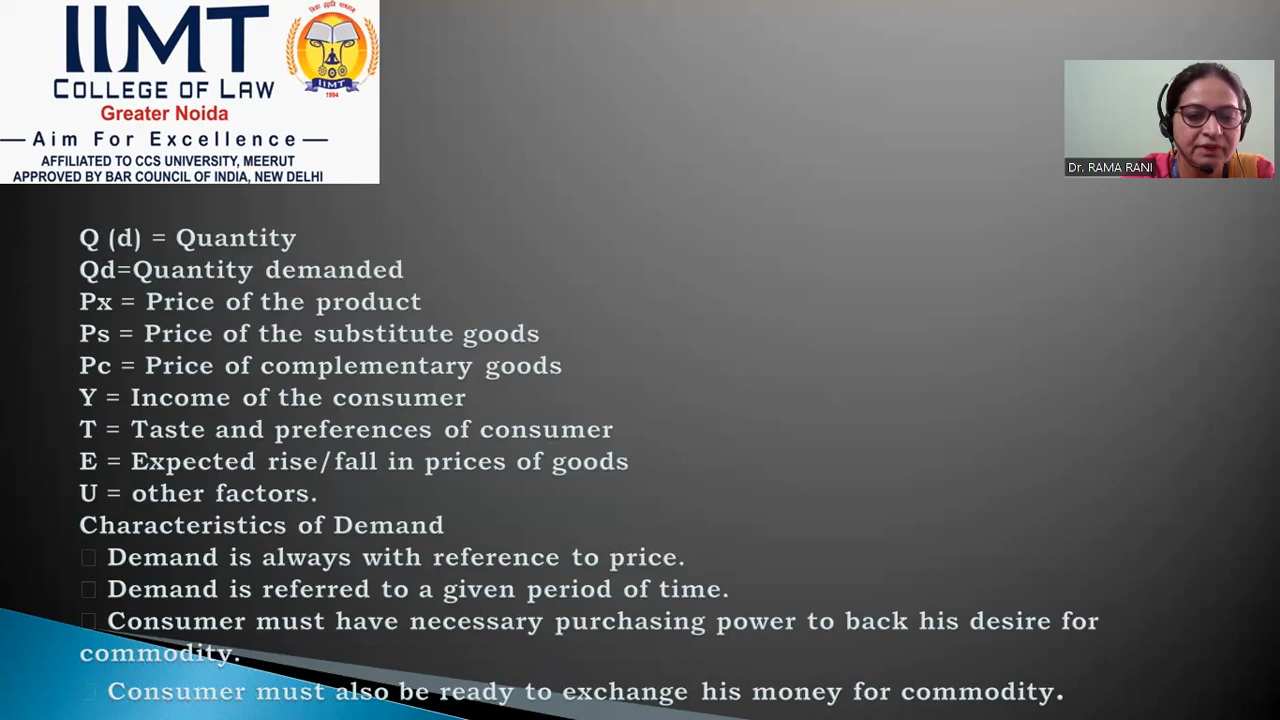 IIMT
COLLEGE OF LAW
Greater Noida
Aim For Excellence
AFFILIATED TO CCS UNIVERSITY, MEERUT
APPROVED BY BAR COUNCIL OF INDIA, NEW DELHI
IIMT
1994
Dr. RAMA RANI
Q (d) = Quantity
Qd=Quantity demanded
Px = Price of the product
Ps = Price of the substitute goods
Pc = Price of complementary goods
Y = Income of the consumer
T = Taste and preferences of consumer
E = Expected rise/fall in prices of goods
U = other factors.
Characteristics of Demand
Demand is always with reference to price.
Demand is referred to a given period of time.
Consumer must have necessary purchasing power to back his desire for
commodity.
Consumer must also be ready to exchange his money for commodity.